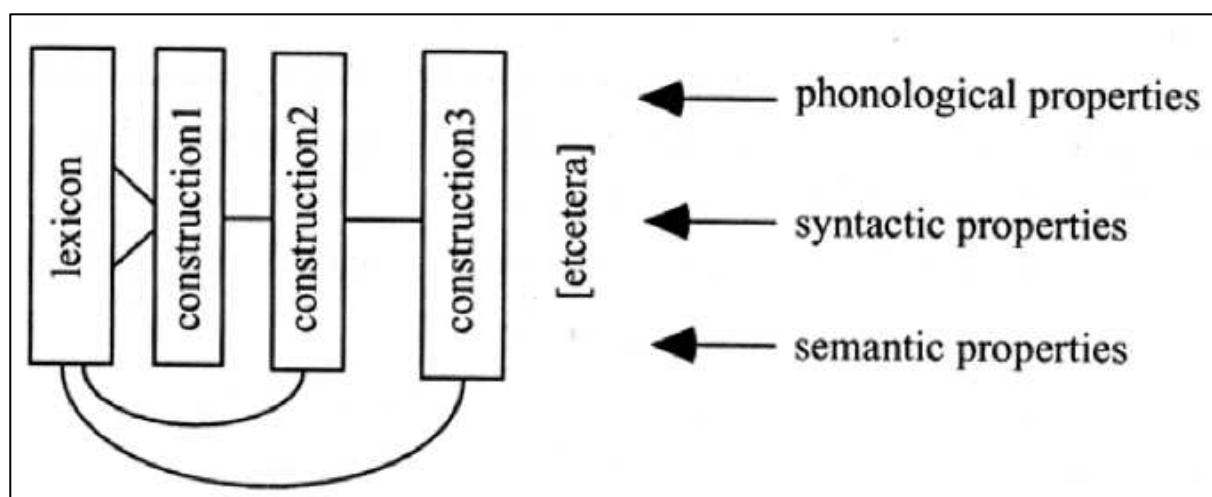 lexicon
construction1
construction2
construction3
[etcetera]
phonological properties
syntactic properties
semantic properties